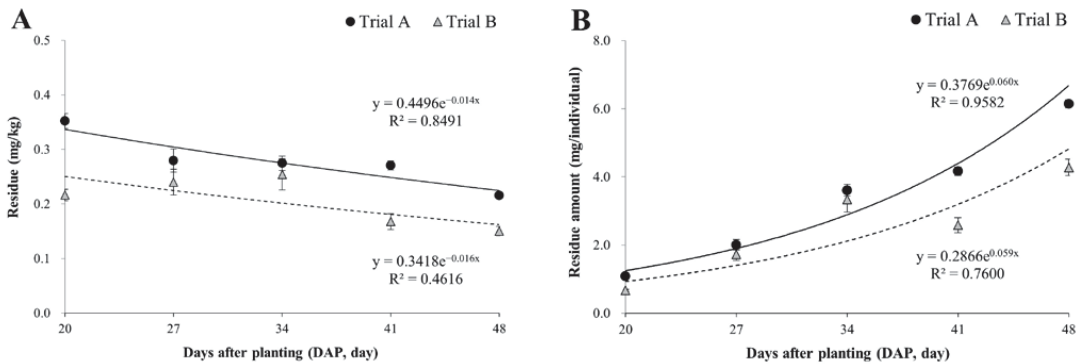 A
Trial A
Trial B
0.5
0.4
0.3
0.2
0.1
0.0
Residue (mg/kg)
y = 0.4496e^−0.014x
R² = 0.8491
y = 0.3418e^−0.016x
R² = 0.4616
20 27 34 41 48
Days after planting (DAP, day)
B
Trial A
Trial B
8.0
6.0
4.0
2.0
0.0
Residue amount (mg/individual)
y = 0.3769e^0.060x
R² = 0.9582
y = 0.2866e^0.059x
R² = 0.7600
20 27 34 41 48
Days after planting (DAP, day)